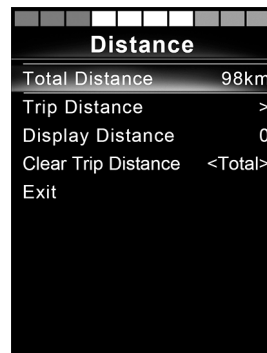 Distance
Total Distance 98km
Trip Distance >
Display Distance 0
Clear Trip Distance <Total>
Exit